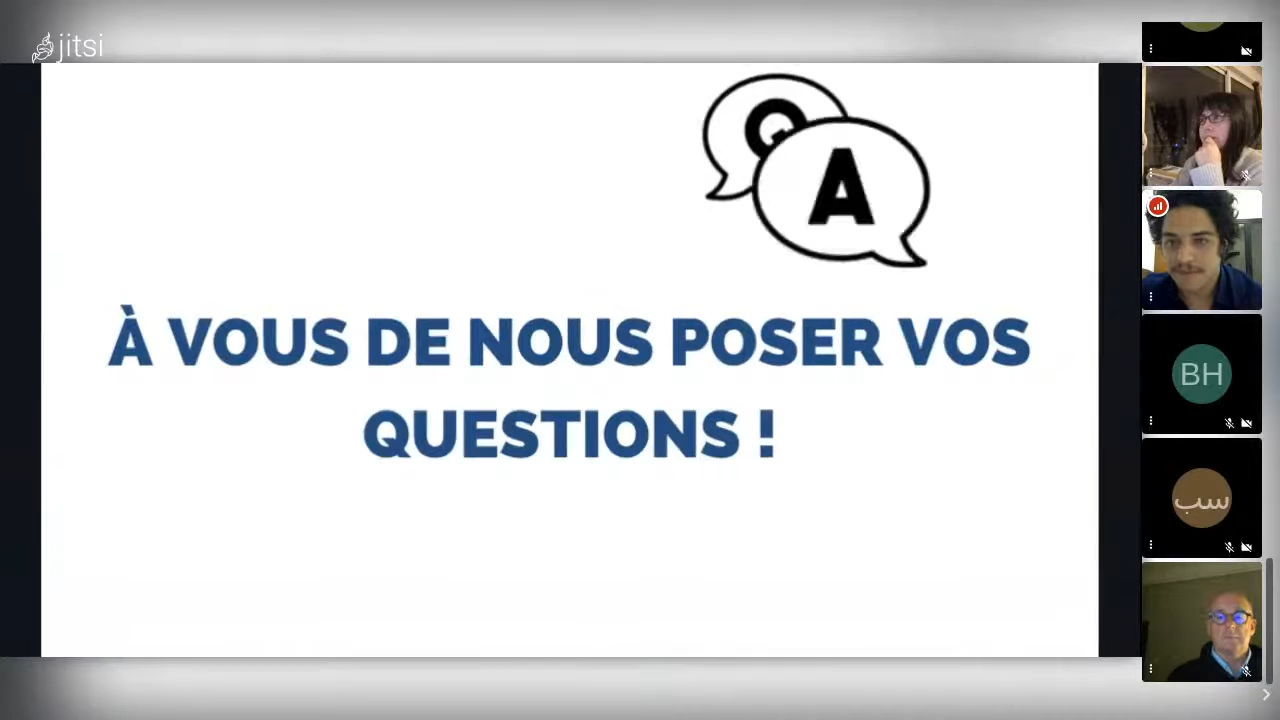 jitsi
Q
A
À VOUS DE NOUS POSER VOS
QUESTIONS !
BH
سب